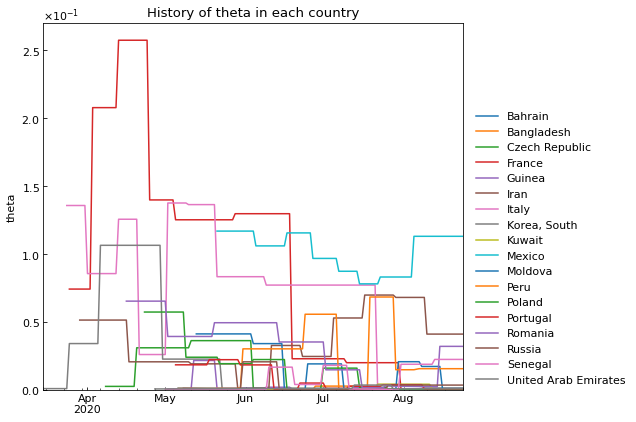 History of theta in each country
×10⁻¹
2.5
2.0
1.5
1.0
0.5
0.0
theta
Apr
2020
May
Jun
Jul
Aug
Bahrain
Bangladesh
Czech Republic
France
Guinea
Iran
Italy
Korea, South
Kuwait
Mexico
Moldova
Peru
Poland
Portugal
Romania
Russia
Senegal
United Arab Emirates